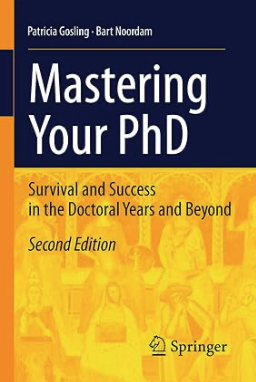 Patricia Gosling · Bart Noordam
Mastering
Your PhD
Survival and Success
in the Doctoral Years and Beyond
Second Edition
Springer